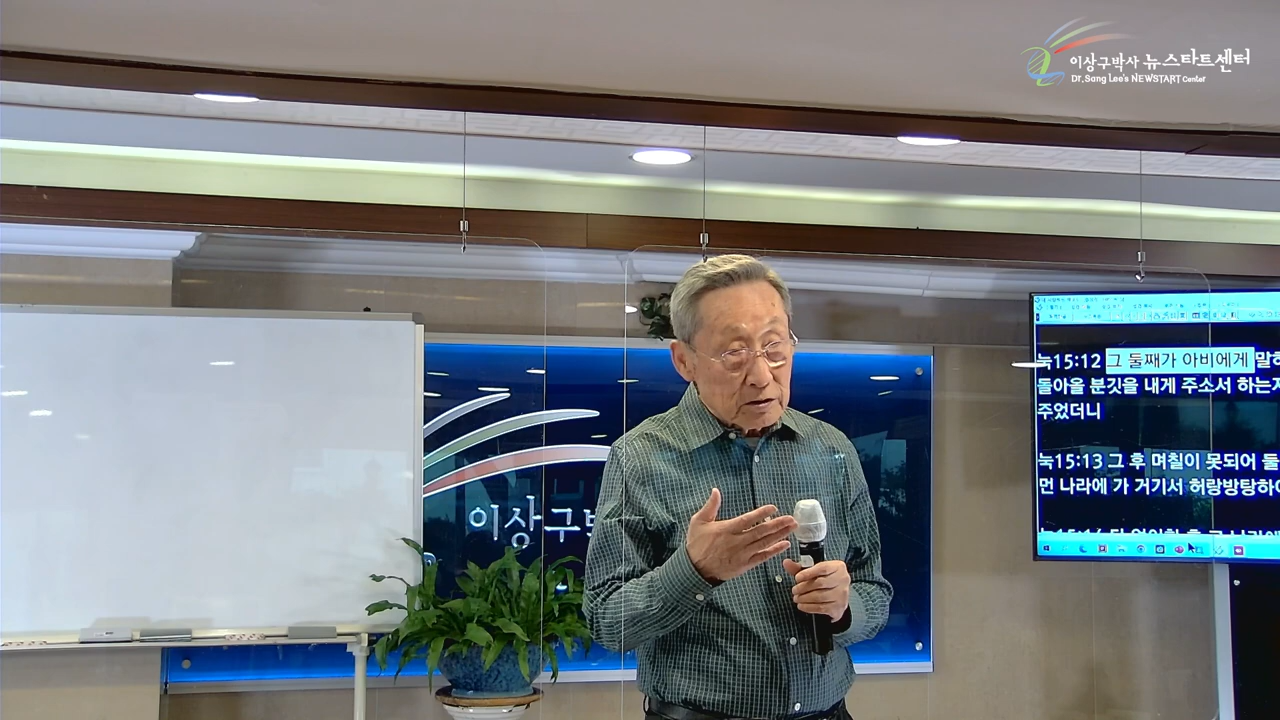 이상구박사 뉴스타트센터
Dr. Sang Lee's NEWSTART Center
이상구
눅15:12 그 둘째가 아비에게 말하
돌아올 분깃을 내게 주소서 하는지
주었더니
눅15:13 그 후 며칠이 못되어 둘
먼 나라에 가 거기서 허랑방탕하여